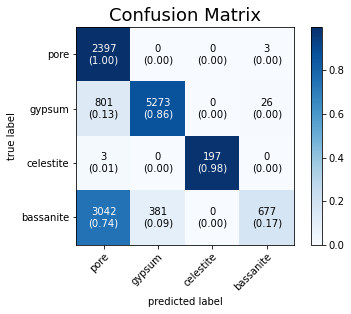 Confusion Matrix
true label
pore
2397 0 0 3
(1.00) (0.00) (0.00) (0.00)
gypsum
801 5273 0 26
(0.13) (0.86) (0.00) (0.00)
celestite
3 0 197 0
(0.01) (0.00) (0.98) (0.00)
bassanite
3042 381 0 677
(0.74) (0.09) (0.00) (0.17)
pore gypsum celestite bassanite
predicted label
0.8
0.6
0.4
0.2
0.0